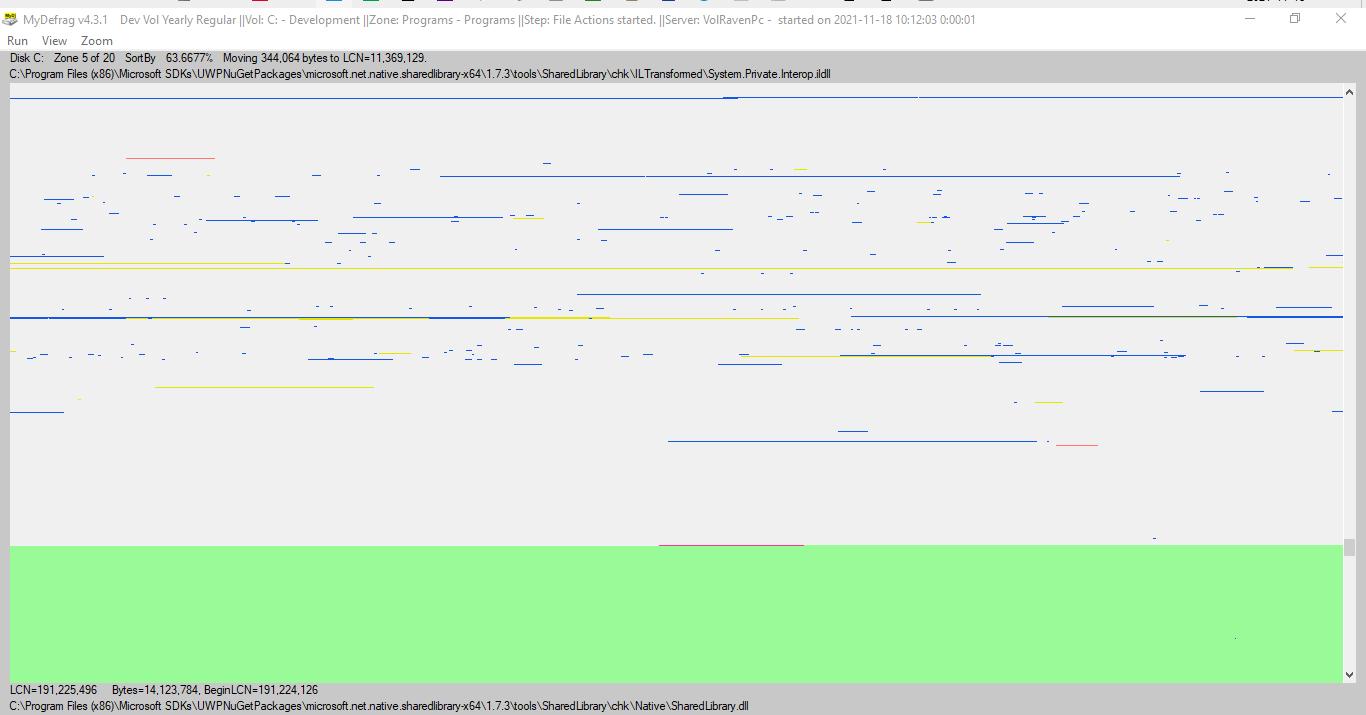 MyDefrag v4.3.1    Dev Vol Yearly Regular ||Vol: C: - Development ||Zone: Programs - Programs ||Step: File Actions started. ||Server: VolRavenPc -  started on 2021-11-18 10:12:03 0:00:01
Run    View    Zoom
Disk C:   Zone 5 of 20   SortBy   63.6677%   Moving 344,064 bytes to LCN=11,369,129.
C:\Program Files (x86)\Microsoft SDKs\UWPNuGetPackages\microsoft.net.native.sharedlibrary-x64\1.7.3\tools\SharedLibrary\chk\ILTransformed\System.Private.Interop.ildll
LCN=191,225,496    Bytes=14,123,784, BeginLCN=191,224,126
C:\Program Files (x86)\Microsoft SDKs\UWPNuGetPackages\microsoft.net.native.sharedlibrary-x64\1.7.3\tools\SharedLibrary\chk\Native\SharedLibrary.dll